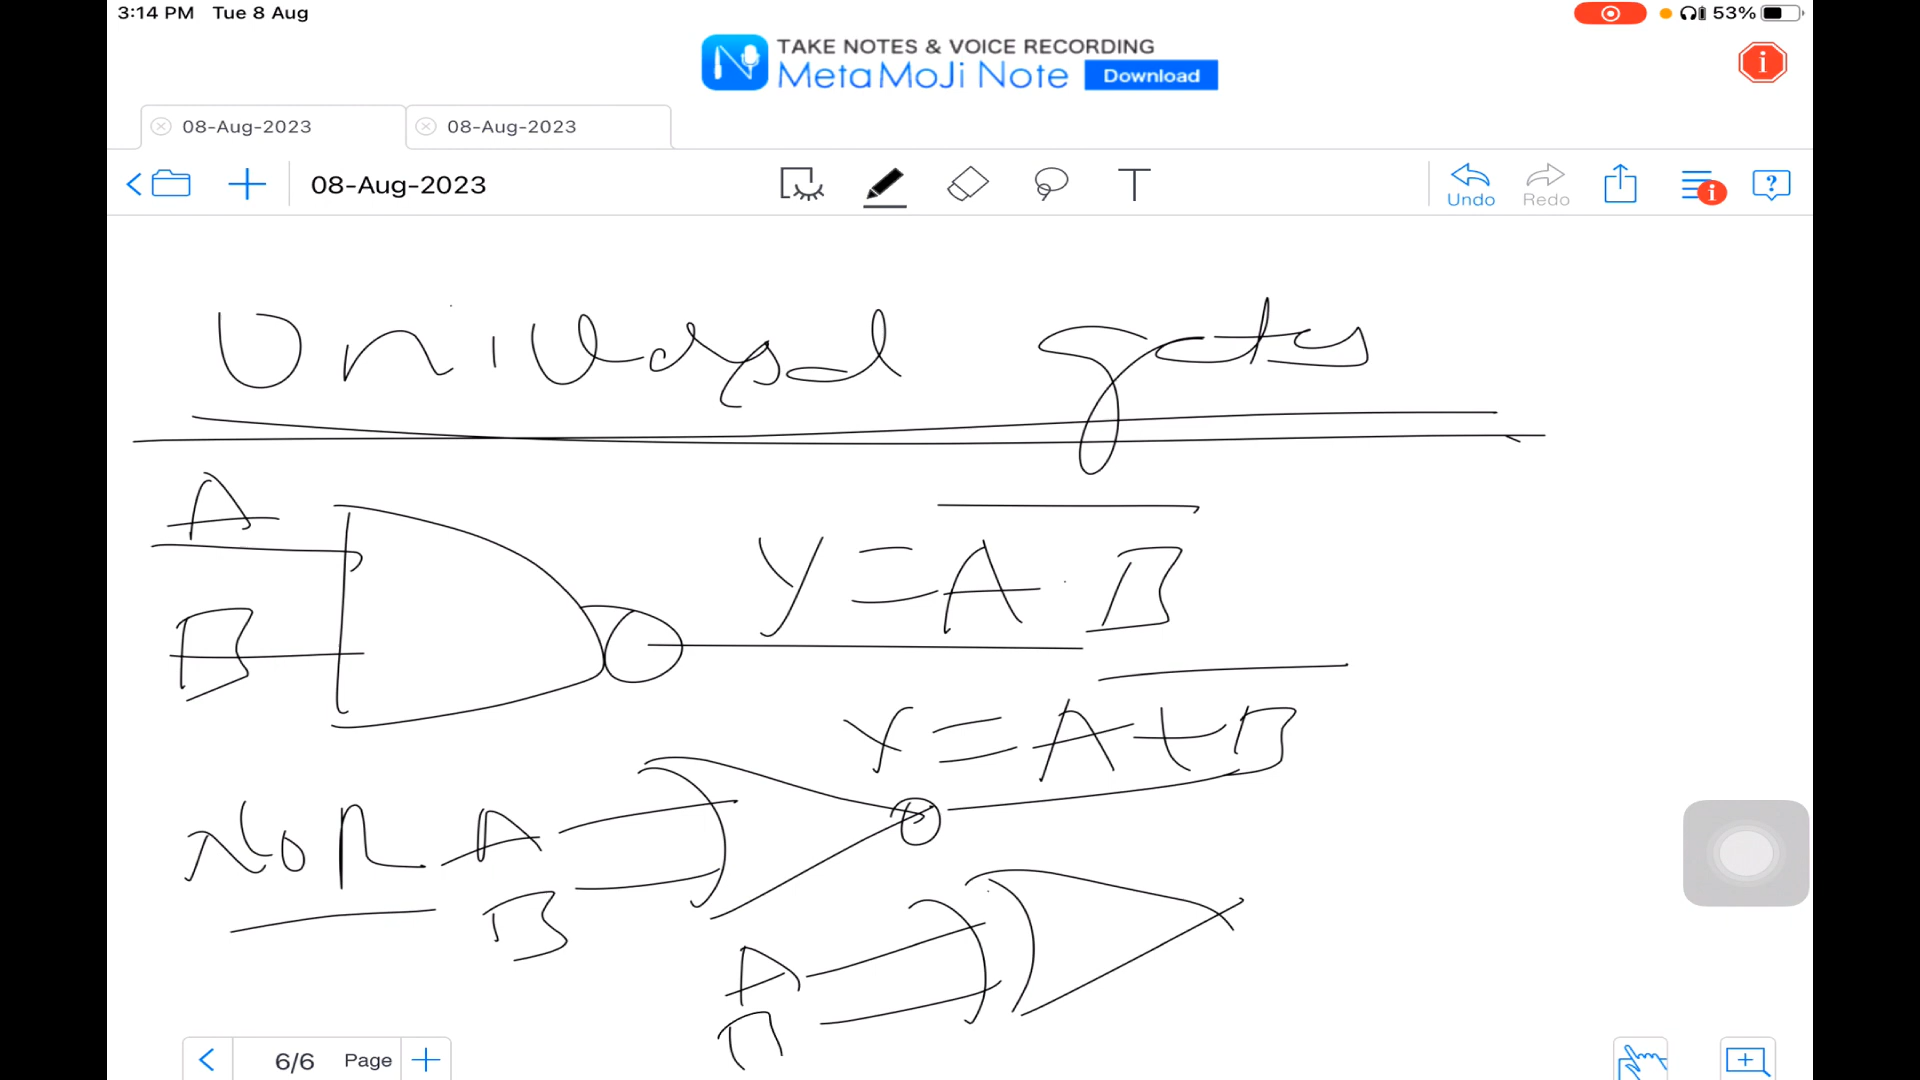 3:14 PM Tue 8 Aug 53%
TAKE NOTES & VOICE RECORDING
MetaMoJi Note Download
08-Aug-2023 08-Aug-2023
08-Aug-2023 T Undo Redo
Universal gates
A
Y = A · B
B
Y = A + B
NOR A
B
A
B
6/6 Page